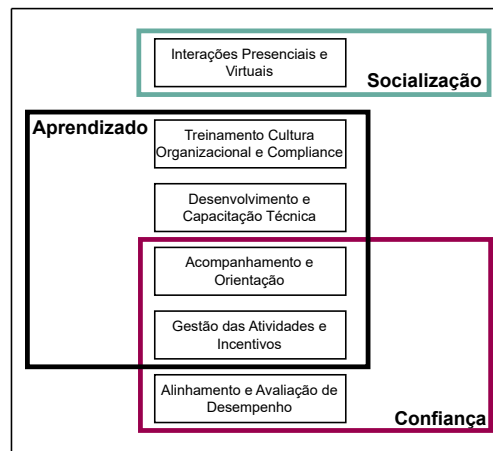 Interações Presenciais e
Virtuais
Socialização
Aprendizado
Treinamento Cultura
Organizacional e Compliance
Desenvolvimento e
Capacitação Técnica
Acompanhamento e
Orientação
Gestão das Atividades e
Incentivos
Alinhamento e Avaliação de
Desempenho
Confiança